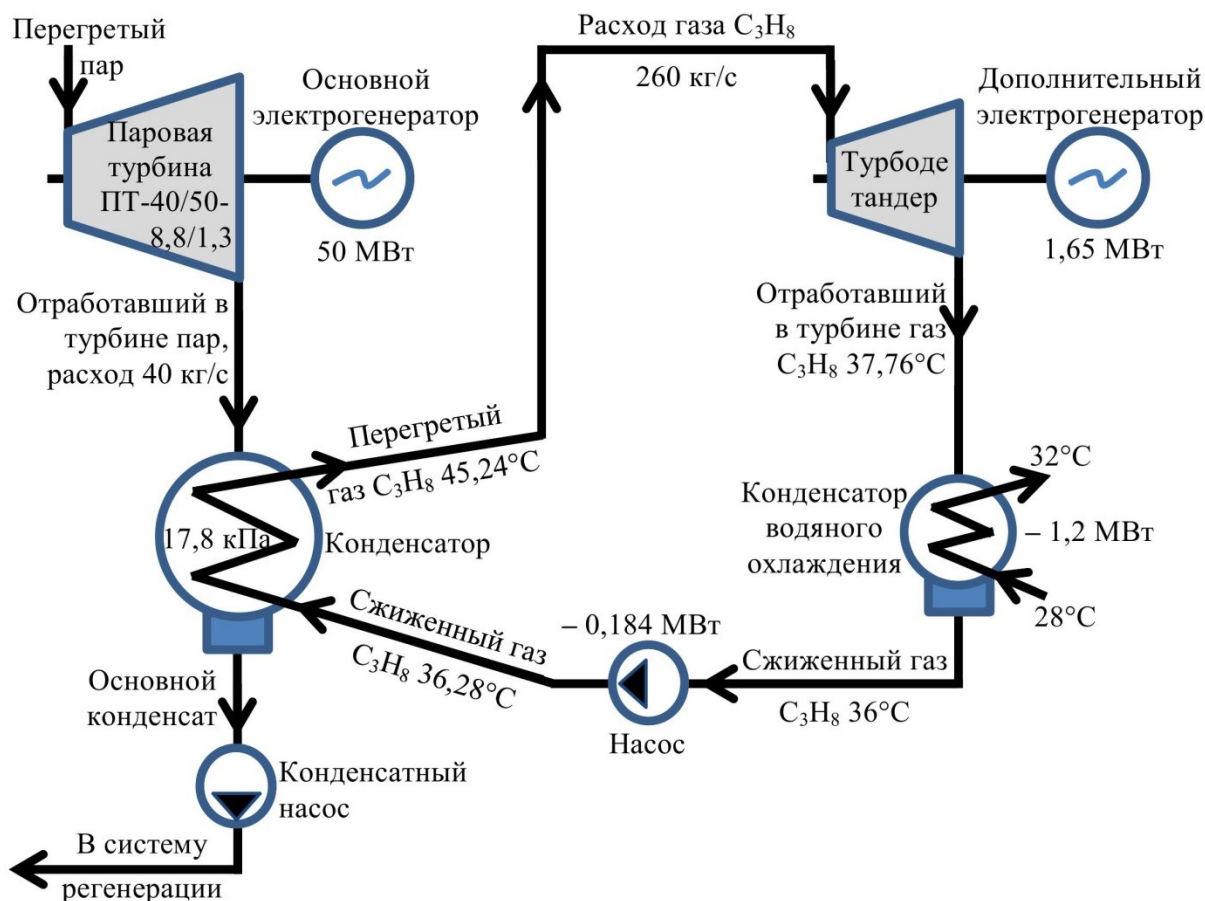 Перегретый
пар
Паровая
турбина
ПТ-40/50-
8,8/1,3
Основной
электрогенератор
50 МВт
Отработавший в
турбине пар,
расход 40 кг/с
Перегретый
газ C₃H₈ 45,24°C
17,8 кПа
Конденсатор
Сжиженный газ
C₃H₈ 36,28°C
Основной
конденсат
Конденсатный
насос
В систему
регенерации
Расход газа C₃H₈
260 кг/с
Турбоде
тандер
Дополнительный
электрогенератор
1,65 МВт
Отработавший
в турбине газ
C₃H₈ 37,76°C
32°C
Конденсатор
водяного
охлаждения
– 1,2 МВт
28°C
Сжиженный газ
C₃H₈ 36°C
– 0,184 МВт
Насос